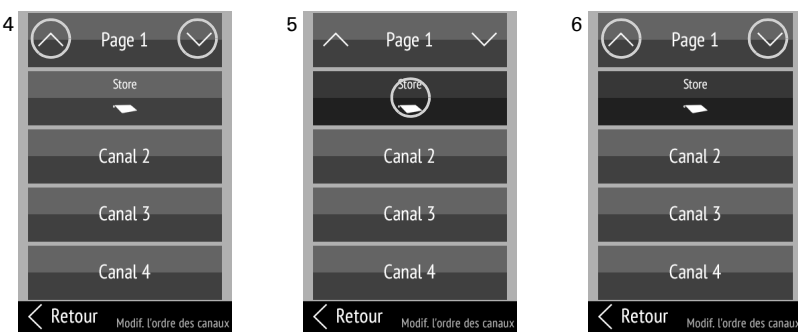 4
Page 1
Store
Canal 2
Canal 3
Canal 4
Retour Modif. l'ordre des canaux
5
Page 1
Store
Canal 2
Canal 3
Canal 4
Retour Modif. l'ordre des canaux
6
Page 1
Store
Canal 2
Canal 3
Canal 4
Retour Modif. l'ordre des canaux